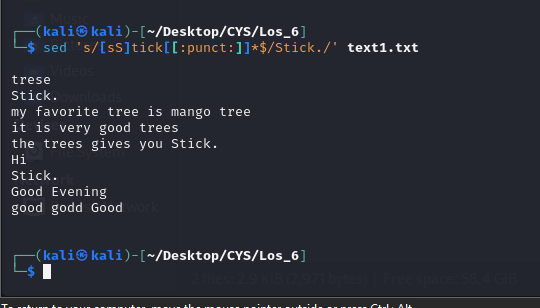 (kali㉿kali)-[~/Desktop/CYS/Los_6]
$ sed 's/[sS]tick[[:punct:]]*$/Stick./' text1.txt
trese
Stick.
my favorite tree is mango tree
it is very good trees
the trees gives you Stick.
Hi
Stick.
Good Evening
good godd Good
(kali㉿kali)-[~/Desktop/CYS/Los_6]
$